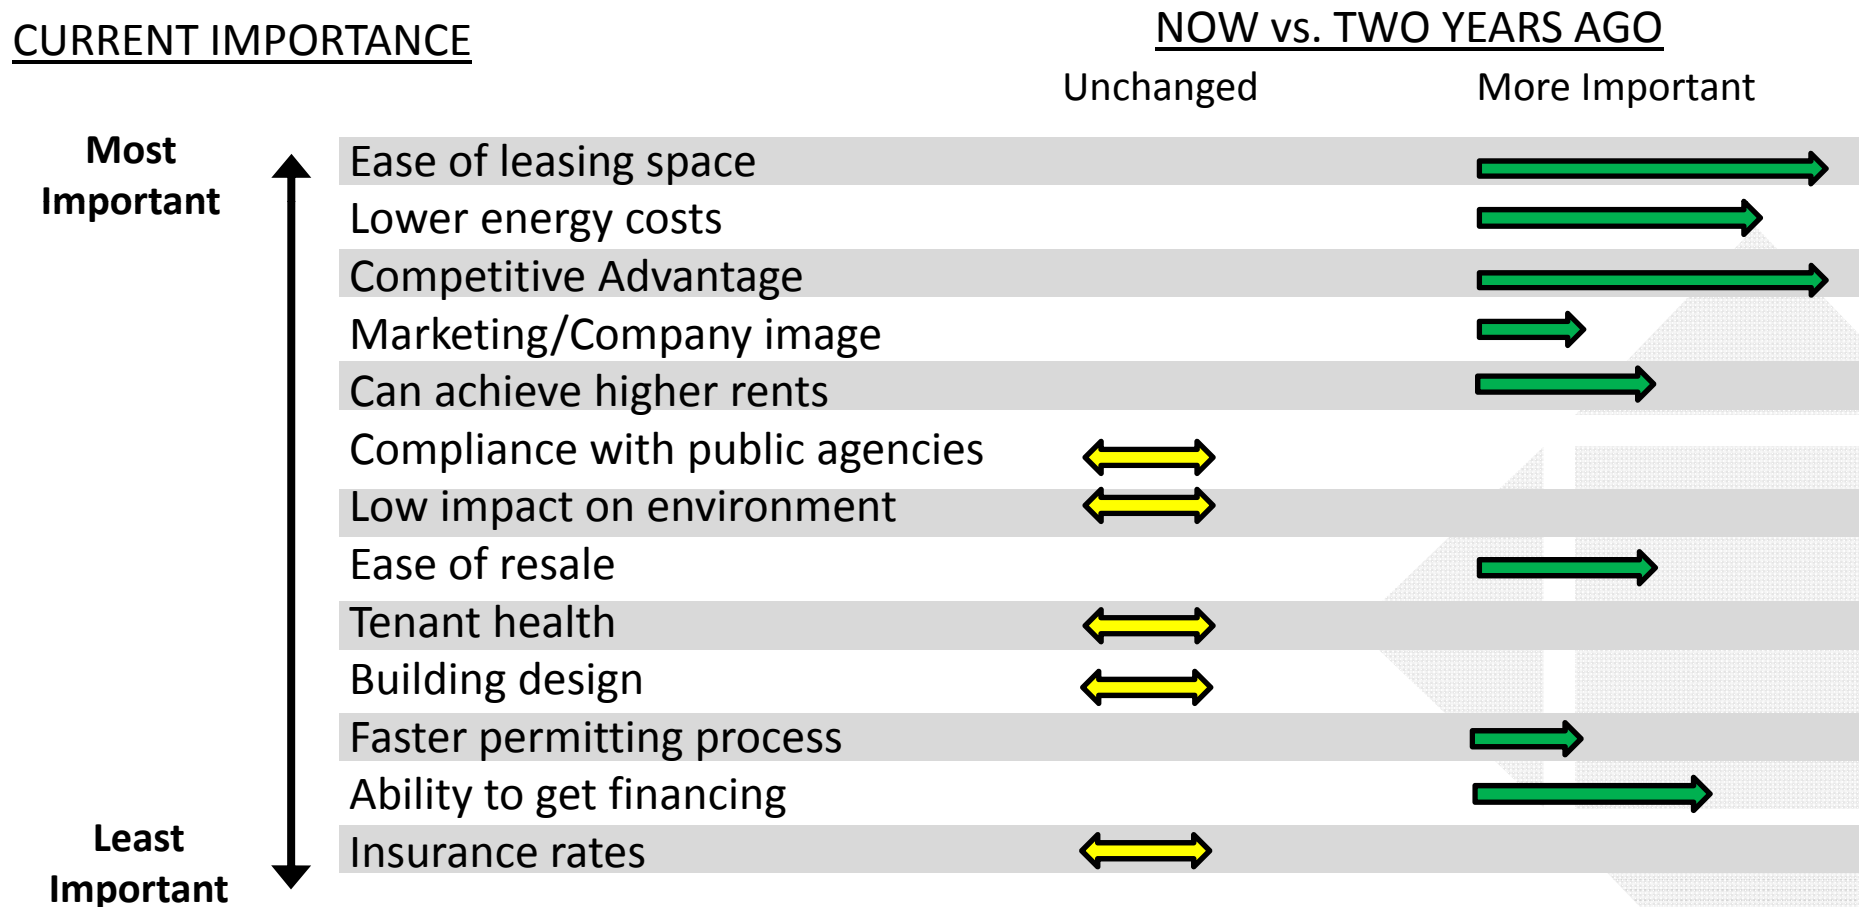 CURRENT IMPORTANCE
NOW vs. TWO YEARS AGO
Unchanged
More Important
Most
Important
Ease of leasing space
Lower energy costs
Competitive Advantage
Marketing/Company image
Can achieve higher rents
Compliance with public agencies
Low impact on environment
Ease of resale
Tenant health
Building design
Faster permitting process
Ability to get financing
Insurance rates
Least
Important